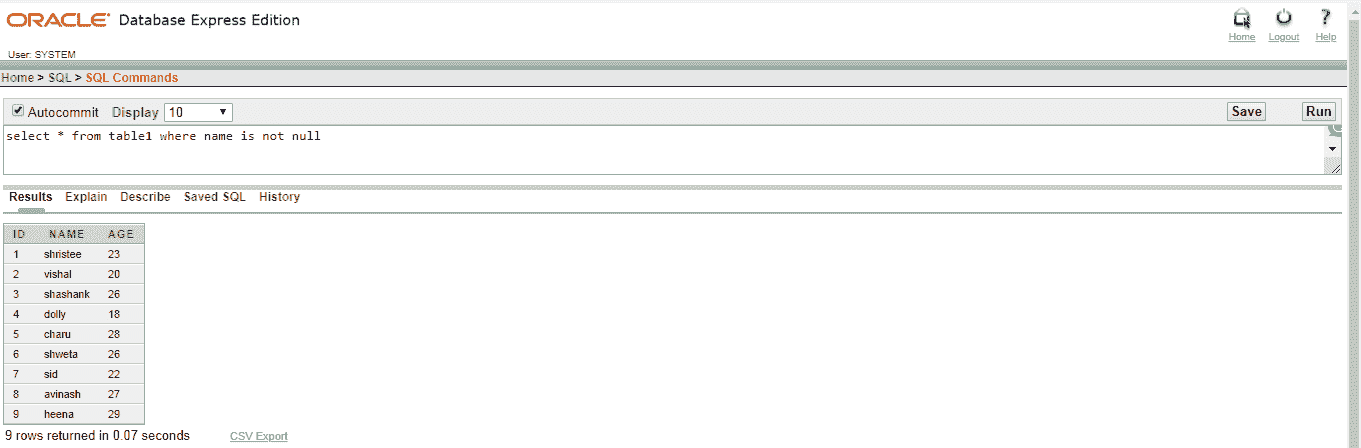 ORACLE® Database Express Edition
Home Logout Help
User: SYSTEM
Home > SQL > SQL Commands
Autocommit Display 10 Save Run
select * from table1 where name is not null
Results Explain Describe Saved SQL History
ID NAME AGE
1 shristee 23
2 vishal 20
3 shashank 26
4 dolly 18
5 charu 28
6 shweta 26
7 sid 22
8 avinash 27
9 heena 29
9 rows returned in 0.07 seconds CSV Export